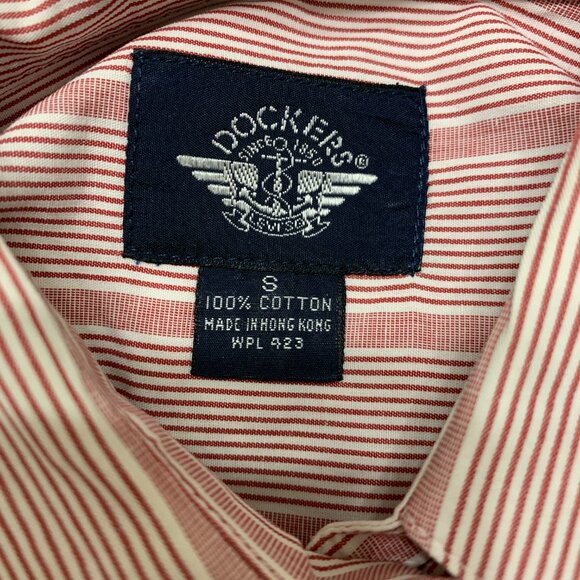 DOCKERS®
SINCE 1850
LEVI'S®
S
100% COTTON
MADE IN HONG KONG
WPL 423